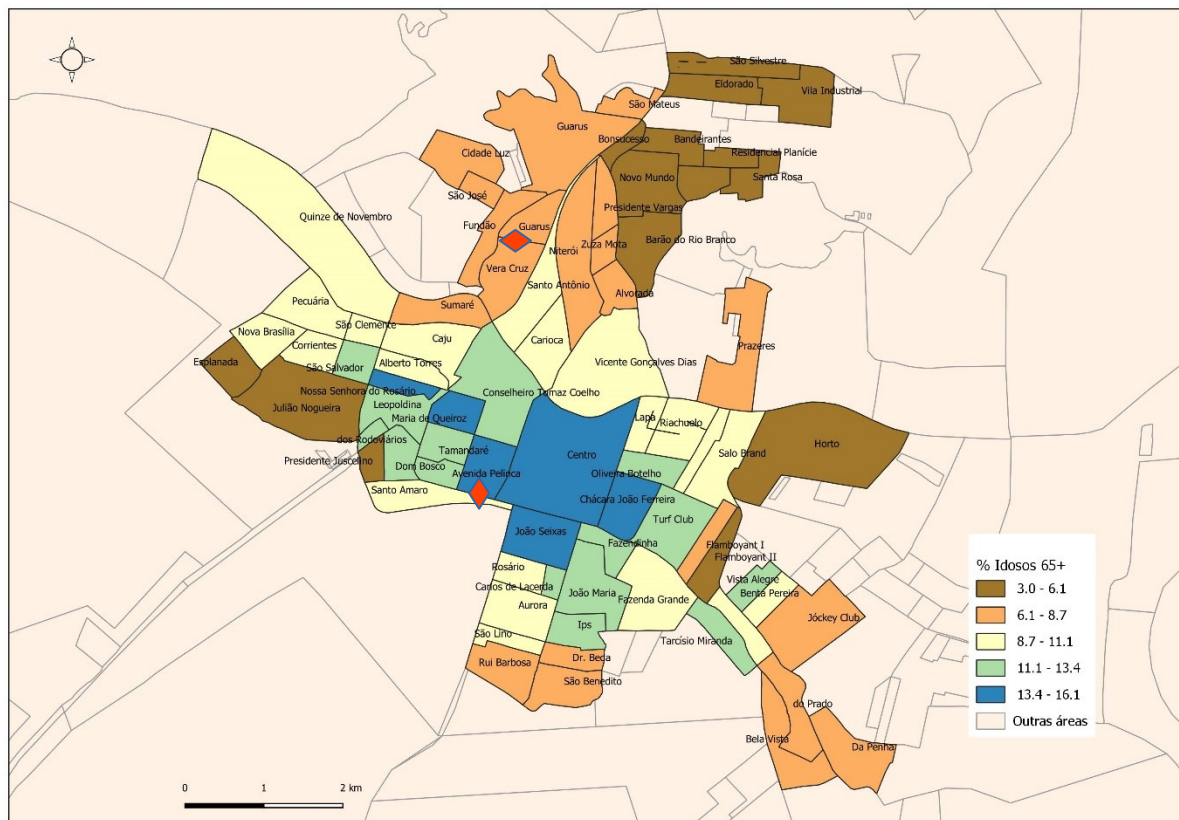 São Silvestre
Eldorado
Vila Industrial
São Mateus
Guarus
Bonsucesso
Bandeirantes
Cidade Luz
Residencial Planície
Novo Mundo
Santa Rosa
São José
Quinze de Novembro
Presidente Vargas
Fundão
Guarus
Niterói
Zuza Mota
Barão do Rio Branco
Vera Cruz
Santo Antônio
Alvorada
Pecuária
Sumaré
São Clemente
Nova Brasília
Caju
Carioca
Prazeres
Corrientes
Esplanada
São Salvador
Alberto Torres
Vicente Gonçalves Dias
Nossa Senhora do Rosário
Conselheiro Tomaz Coelho
Julião Nogueira
Leopoldina
Maria de Queiroz
Lapa
Riachuelo
dos Rodoviários
Tamandaré
Centro
Salo Brand
Horto
Presidente Juscelino
Dom Bosco
Avenida Pelinca
Oliveira Botelho
Santo Amaro
Chácara João Ferreira
Turf Club
João Seixas
Fazendinha
Flamboyant I
Flamboyant II
Rosário
Vista Alegre
Carlos de Lacerda
João Maria
Fazenda Grande
Benta Pereira
Aurora
Jóckey Club
Ips
São Lino
Tarcísio Miranda
Rui Barbosa
Dr. Beda
São Benedito
do Prado
Bela Vista
Da Penha
% Idosos 65+
3.0 - 6.1
6.1 - 8.7
8.7 - 11.1
11.1 - 13.4
13.4 - 16.1
Outras áreas
0 1 2 km